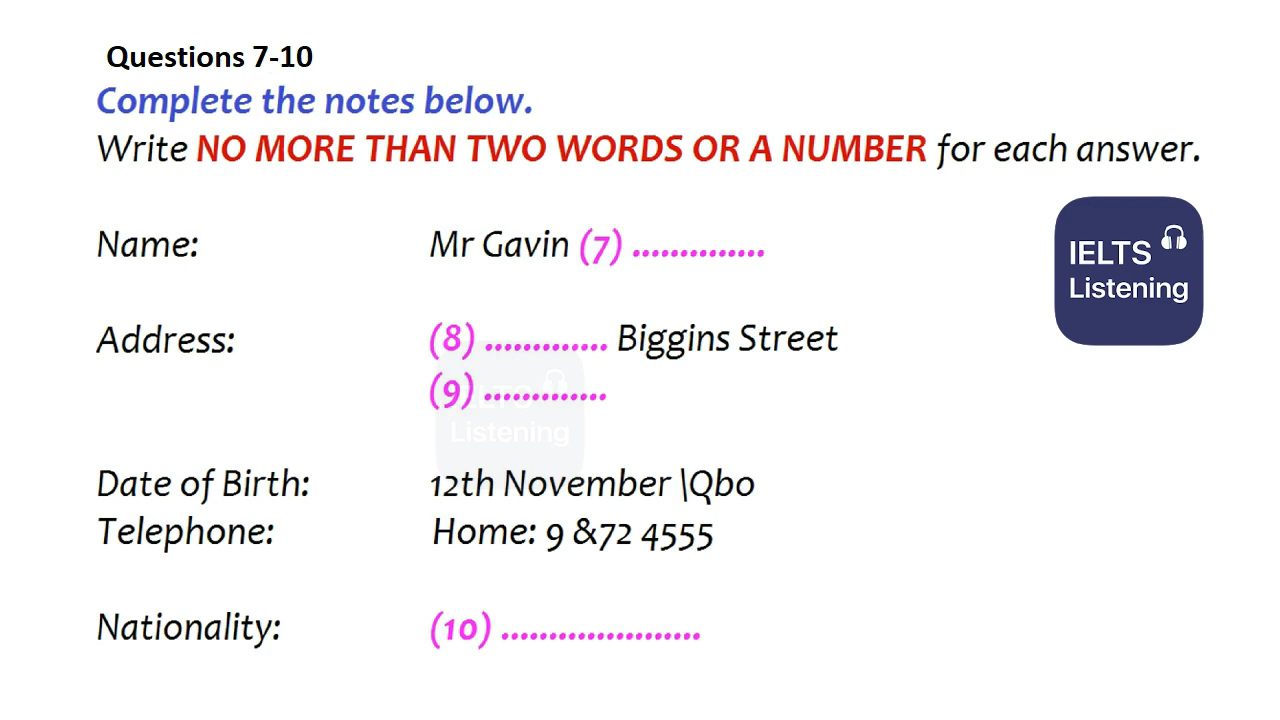 Questions 7-10
Complete the notes below.
Write NO MORE THAN TWO WORDS OR A NUMBER for each answer.
IELTS
Listening
Name: Mr Gavin (7) ..............
Address: (8) ............. Biggins Street
(9) .............
IELTS
Listening
Date of Birth: 12th November \Qbo
Telephone: Home: 9 &72 4555
Nationality: (10) .....................